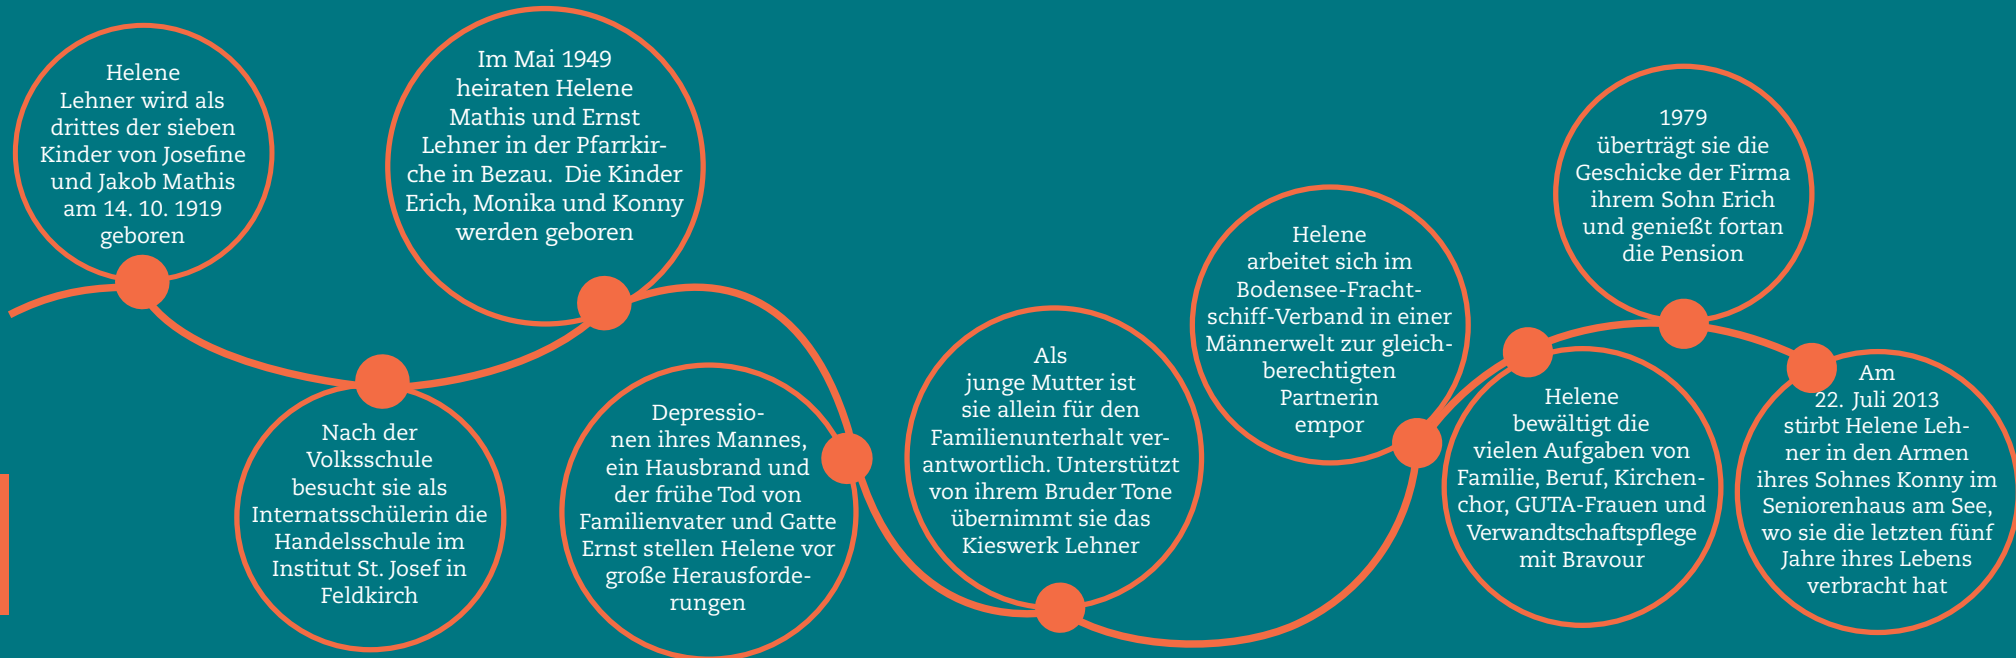 Helene
Lehner wird als
drittes der sieben
Kinder von Josefine
und Jakob Mathis
am 14. 10. 1919
geboren
Nach der
Volksschule
besucht sie als
Internatsschülerin die
Handelsschule im
Institut St. Josef in
Feldkirch
Im Mai 1949
heiraten Helene
Mathis und Ernst
Lehner in der Pfarrkir-
che in Bezau.  Die Kinder
Erich, Monika und Konny
werden geboren
Depressio-
nen ihres Mannes,
ein Hausbrand und
der frühe Tod von
Familienvater und Gatte
Ernst stellen Helene vor
große Herausforde-
rungen
Als
junge Mutter ist
sie allein für den
Familienunterhalt ver-
antwortlich. Unterstützt
von ihrem Bruder Tone
übernimmt sie das
Kieswerk Lehner
Helene
arbeitet sich im
Bodensee-Fracht-
schiff-Verband in einer
Männerwelt zur gleich-
berechtigten
Partnerin
empor
Helene
bewältigt die
vielen Aufgaben von
Familie, Beruf, Kirchen-
chor, GUTA-Frauen und
Verwandtschaftspflege
mit Bravour
1979
überträgt sie die
Geschicke der Firma
ihrem Sohn Erich
und genießt fortan
die Pension
Am
22. Juli 2013
stirbt Helene Leh-
ner in den Armen
ihres Sohnes Konny im
Seniorenhaus am See,
wo sie die letzten fünf
Jahre ihres Lebens
verbracht hat